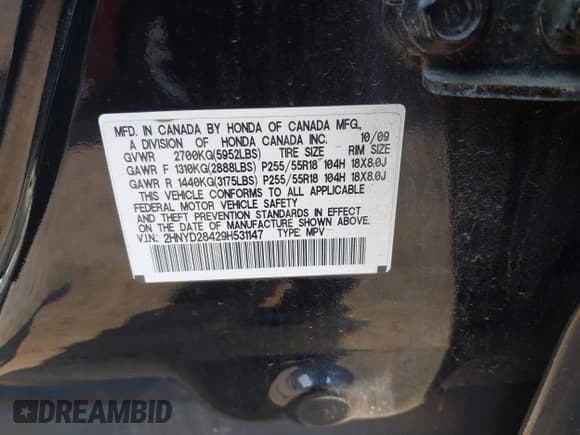 MFD. IN CANADA BY HONDA OF CANADA MFG.,
A DIVISION OF HONDA CANADA INC. 10/09
GVWR 2700KG(5952LBS) TIRE SIZE RIM SIZE
GAWR F 1310KG(2888LBS) P255/55R18 104H 18X8.0J
GAWR R 1440KG(3175LBS) P255/55R18 104H 18X8.0J
THIS VEHICLE CONFORMS TO ALL APPLICABLE
FEDERAL MOTOR VEHICLE SAFETY
AND THEFT PREVENTION STANDARDS IN EFFECT
ON THE DATE OF MANUFACTURE SHOWN ABOVE.
V.I.N.: 2HNYD28429H531147 TYPE: MPV
DREAMBID